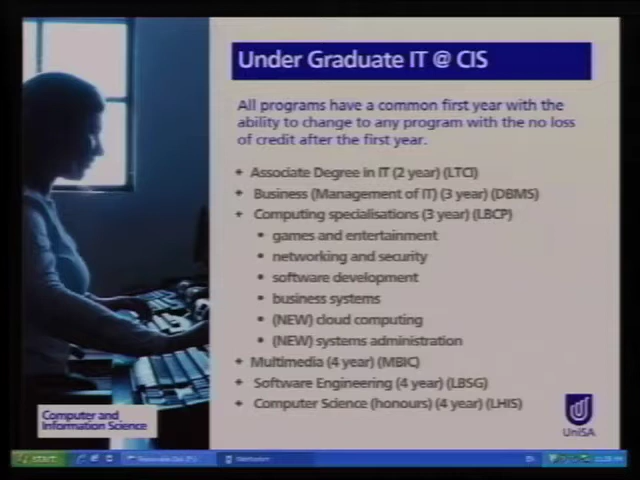 Under Graduate IT @ CIS
All programs have a common first year with the
ability to change to any program with the no loss
of credit after the first year.
Associate Degree in IT (2 year) (LTCI)
Business (Management of IT) (3 year) (DBMS)
Computing specialisations (3 year) (LBCP)
games and entertainment
networking and security
software development
business systems
(NEW) cloud computing
(NEW) systems administration
Multimedia (4 year) (MBIC)
Software Engineering (4 year) (LBSG)
Computer Science (honours) (4 year) (LHIS)
Computer and
Information Science
UniSA
START